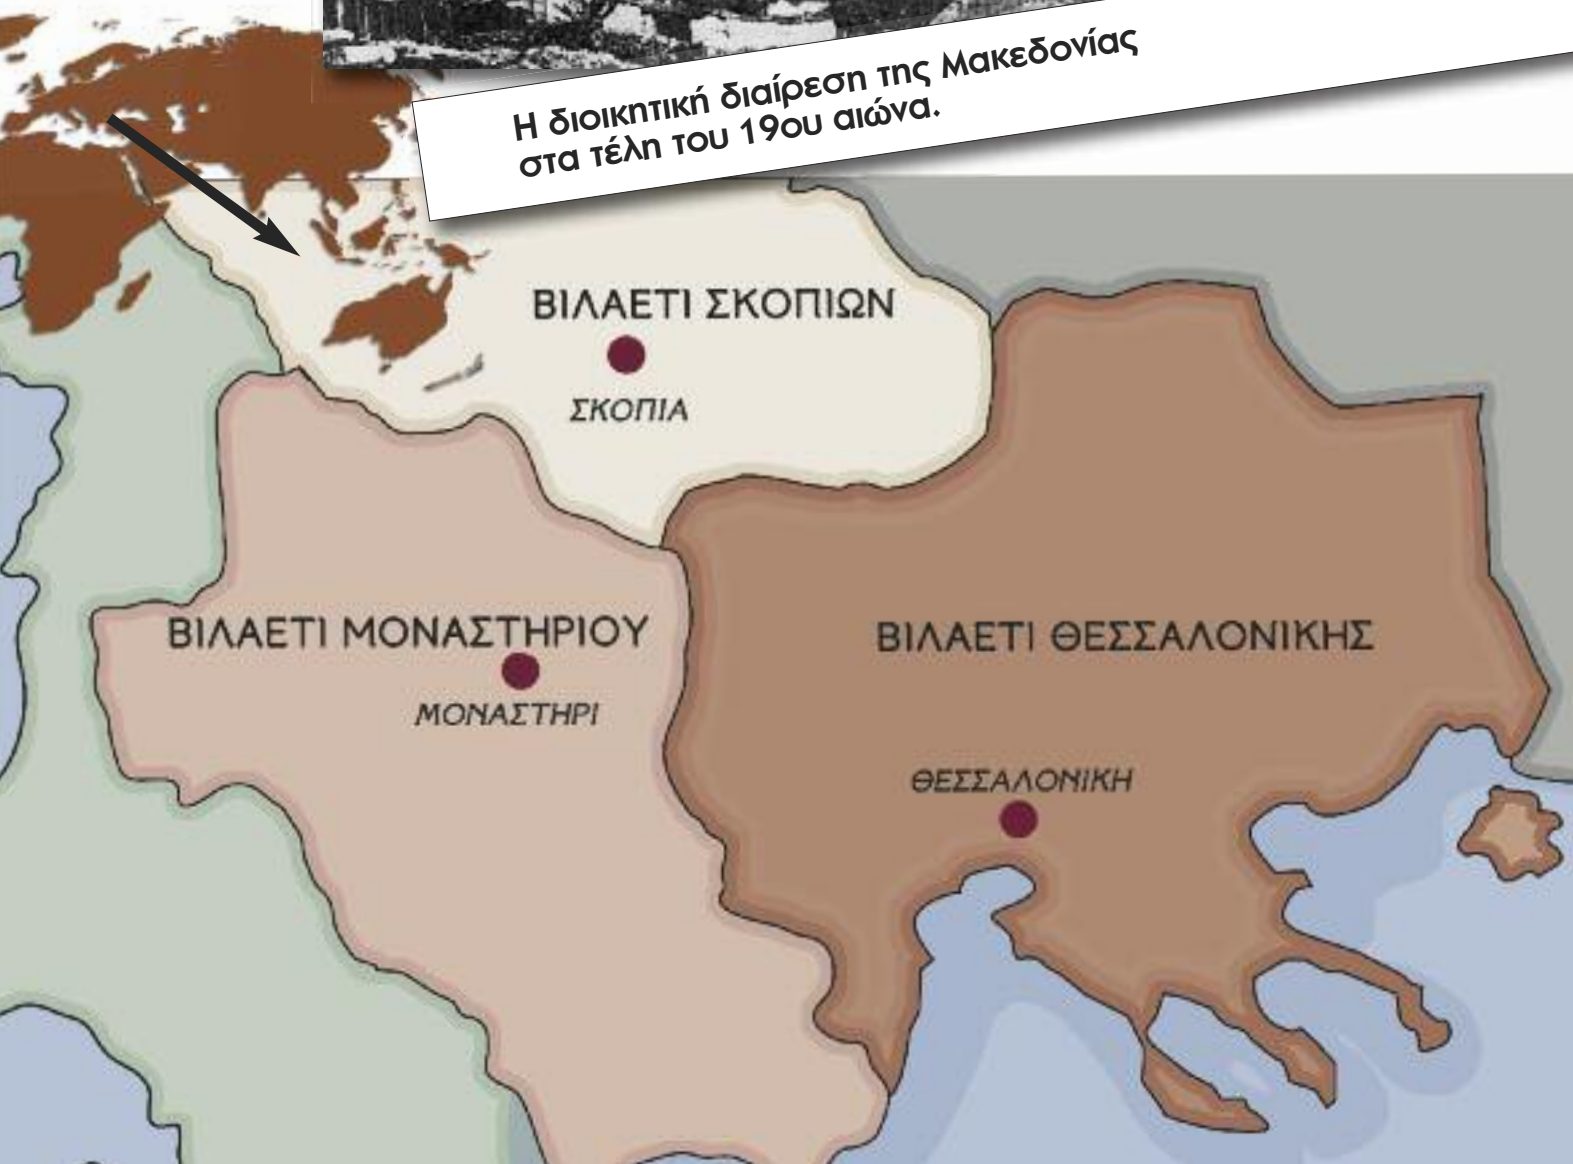 Η διοικητική διαίρεση της Μακεδονίας
στα τέλη του 19ου αιώνα.
ΒΙΛΑΕΤΙ ΣΚΟΠΙΩΝ
ΣΚΟΠΙΑ
ΒΙΛΑΕΤΙ ΜΟΝΑΣΤΗΡΙΟΥ
ΜΟΝΑΣΤΗΡΙ
ΒΙΛΑΕΤΙ ΘΕΣΣΑΛΟΝΙΚΗΣ
ΘΕΣΣΑΛΟΝΙΚΗ